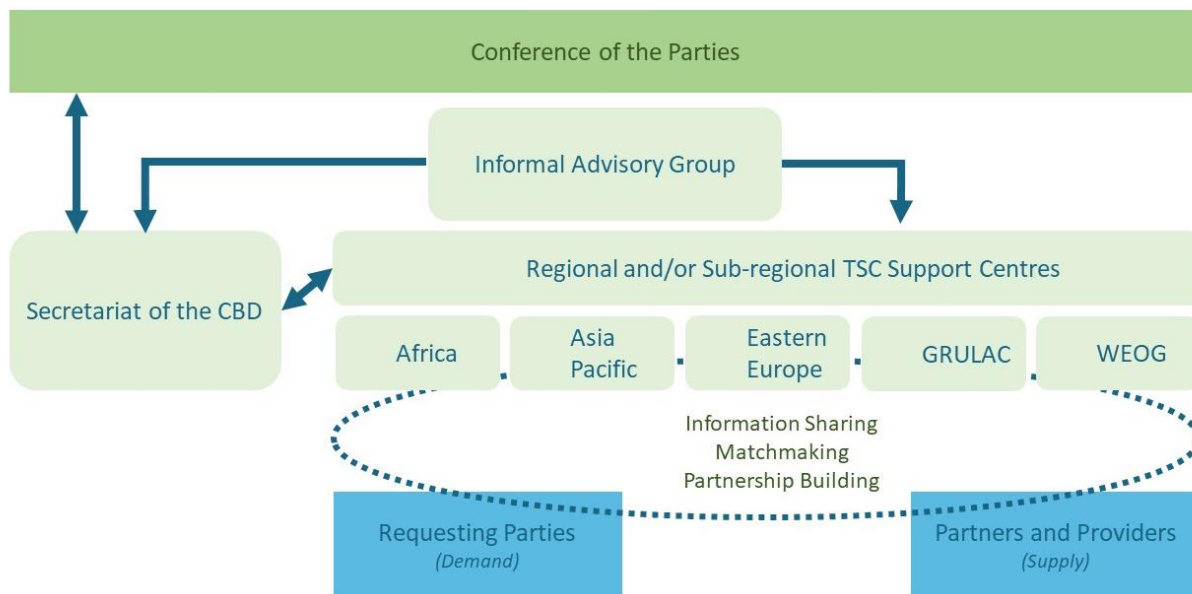 Conference of the Parties
Informal Advisory Group
Secretariat of the CBD
Regional and/or Sub-regional TSC Support Centres
Africa
Asia
Pacific
Eastern
Europe
GRULAC
WEOG
Information Sharing
Matchmaking
Partnership Building
Requesting Parties
(Demand)
Partners and Providers
(Supply)